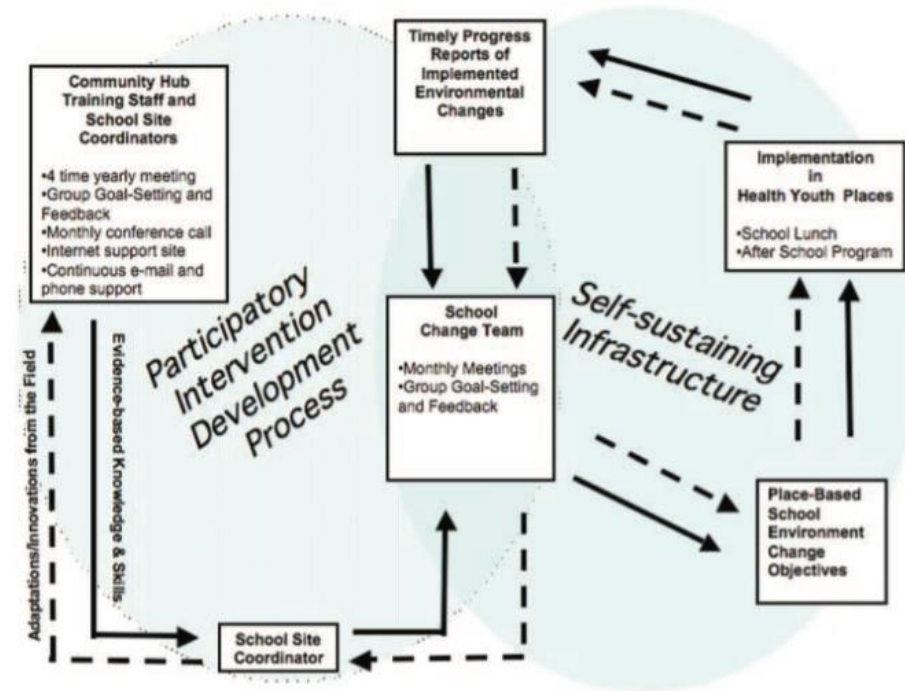 Community Hub
Training Staff and
School Site
Coordinators
•4 time yearly meeting
•Group Goal-Setting and
Feedback
•Monthly conference call
•Internet support site
•Continuous e-mail and
phone support
Timely Progress
Reports of
Implemented
Environmental
Changes
Implementation
in
Health Youth Places
•School Lunch
•After School Program
School
Change Team
•Monthly Meetings
•Group Goal-Setting
and Feedback
Participatory
Intervention
Development
Process
Self-sustaining
Infrastructure
Place-Based
School
Environment
Change
Objectives
Adaptations/Innovations from the Field
Evidence-based Knowledge & Skills
School Site
Coordinator